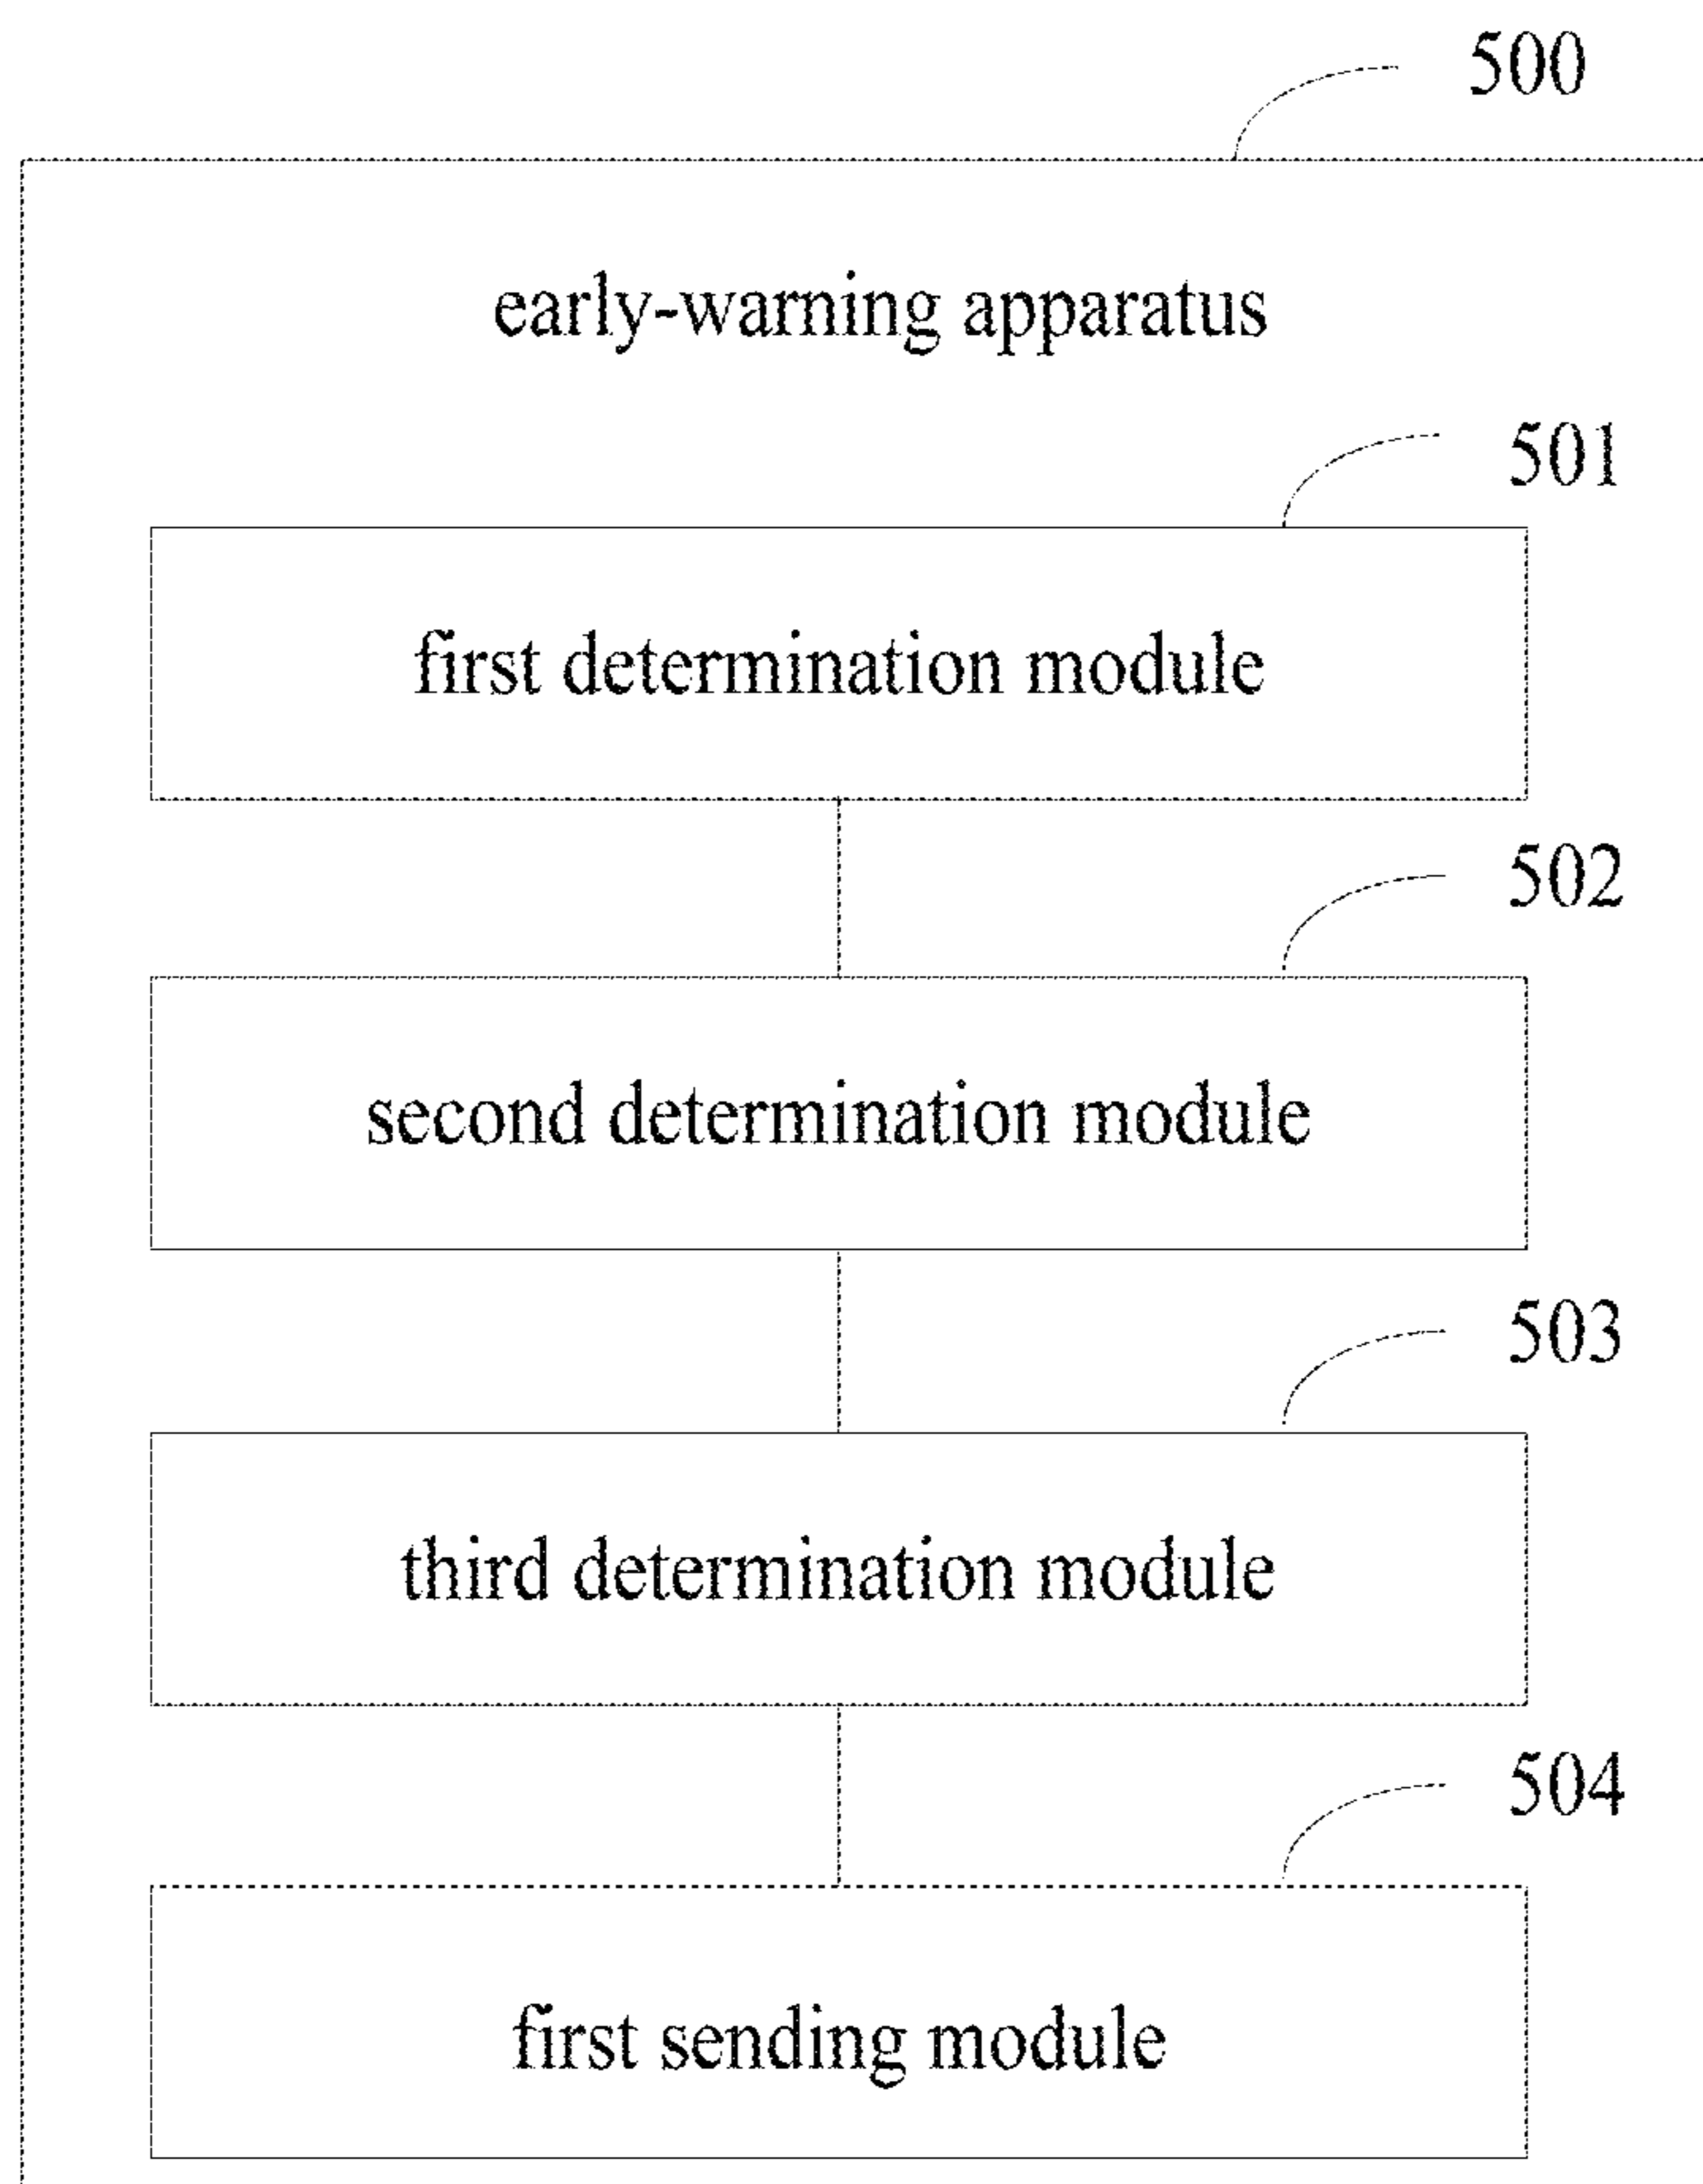 500
early-warning apparatus
501
first determination module
502
second determination module
503
third determination module
504
first sending module